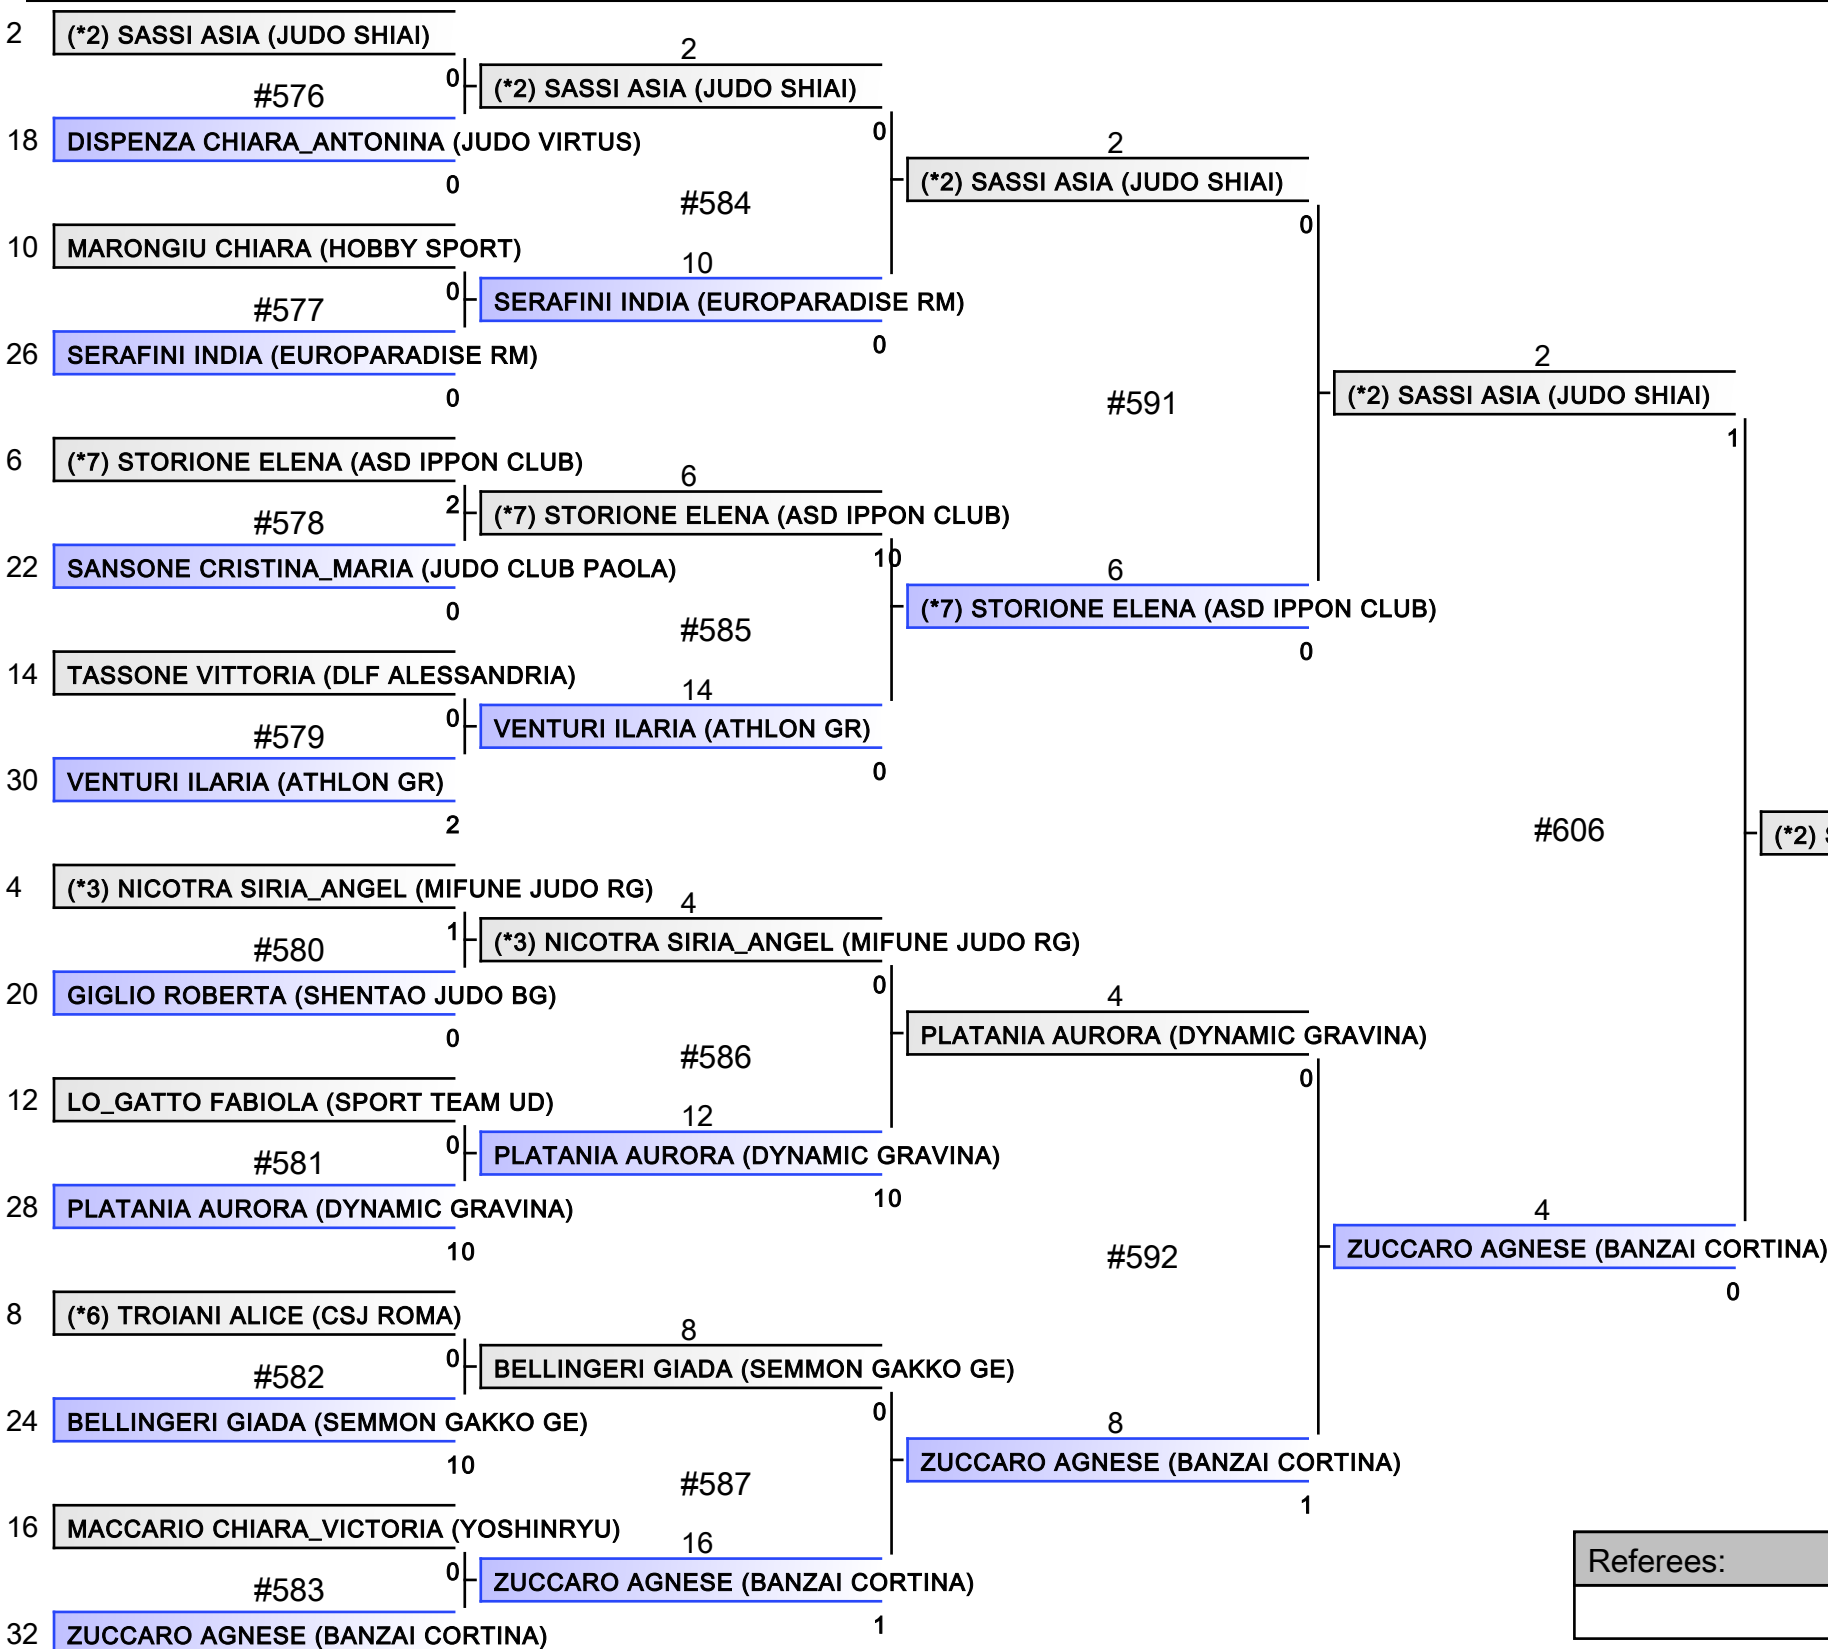 2 (*2) SASSI ASIA (JUDO SHIAI)
0
#576
18 DISPENZA CHIARA_ANTONINA (JUDO VIRTUS)
0
10 MARONGIU CHIARA (HOBBY SPORT)
0
#577
26 SERAFINI INDIA (EUROPARADISE RM)
0
6 (*7) STORIONE ELENA (ASD IPPON CLUB)
2
#578
22 SANSONE CRISTINA_MARIA (JUDO CLUB PAOLA)
0
14 TASSONE VITTORIA (DLF ALESSANDRIA)
0
#579
30 VENTURI ILARIA (ATHLON GR)
2
4 (*3) NICOTRA SIRIA_ANGEL (MIFUNE JUDO RG)
1
#580
20 GIGLIO ROBERTA (SHENTAO JUDO BG)
0
12 LO_GATTO FABIOLA (SPORT TEAM UD)
0
#581
28 PLATANIA AURORA (DYNAMIC GRAVINA)
10
8 (*6) TROIANI ALICE (CSJ ROMA)
0
#582
24 BELLINGERI GIADA (SEMMON GAKKO GE)
10
16 MACCARIO CHIARA_VICTORIA (YOSHINRYU)
0
#583
32 ZUCCARO AGNESE (BANZAI CORTINA)
2
(*2) SASSI ASIA (JUDO SHIAI)
0
#584
10
SERAFINI INDIA (EUROPARADISE RM)
0
6
(*7) STORIONE ELENA (ASD IPPON CLUB)
10
#585
14
VENTURI ILARIA (ATHLON GR)
0
4
(*3) NICOTRA SIRIA_ANGEL (MIFUNE JUDO RG)
0
#586
12
PLATANIA AURORA (DYNAMIC GRAVINA)
10
8
BELLINGERI GIADA (SEMMON GAKKO GE)
0
#587
16
ZUCCARO AGNESE (BANZAI CORTINA)
1
2
(*2) SASSI ASIA (JUDO SHIAI)
0
#591
6
(*7) STORIONE ELENA (ASD IPPON CLUB)
0
4
PLATANIA AURORA (DYNAMIC GRAVINA)
0
#592
8
ZUCCARO AGNESE (BANZAI CORTINA)
1
2
(*2) SASSI ASIA (JUDO SHIAI)
1
#606
4
ZUCCARO AGNESE (BANZAI CORTINA)
0
(*2)
Referees: